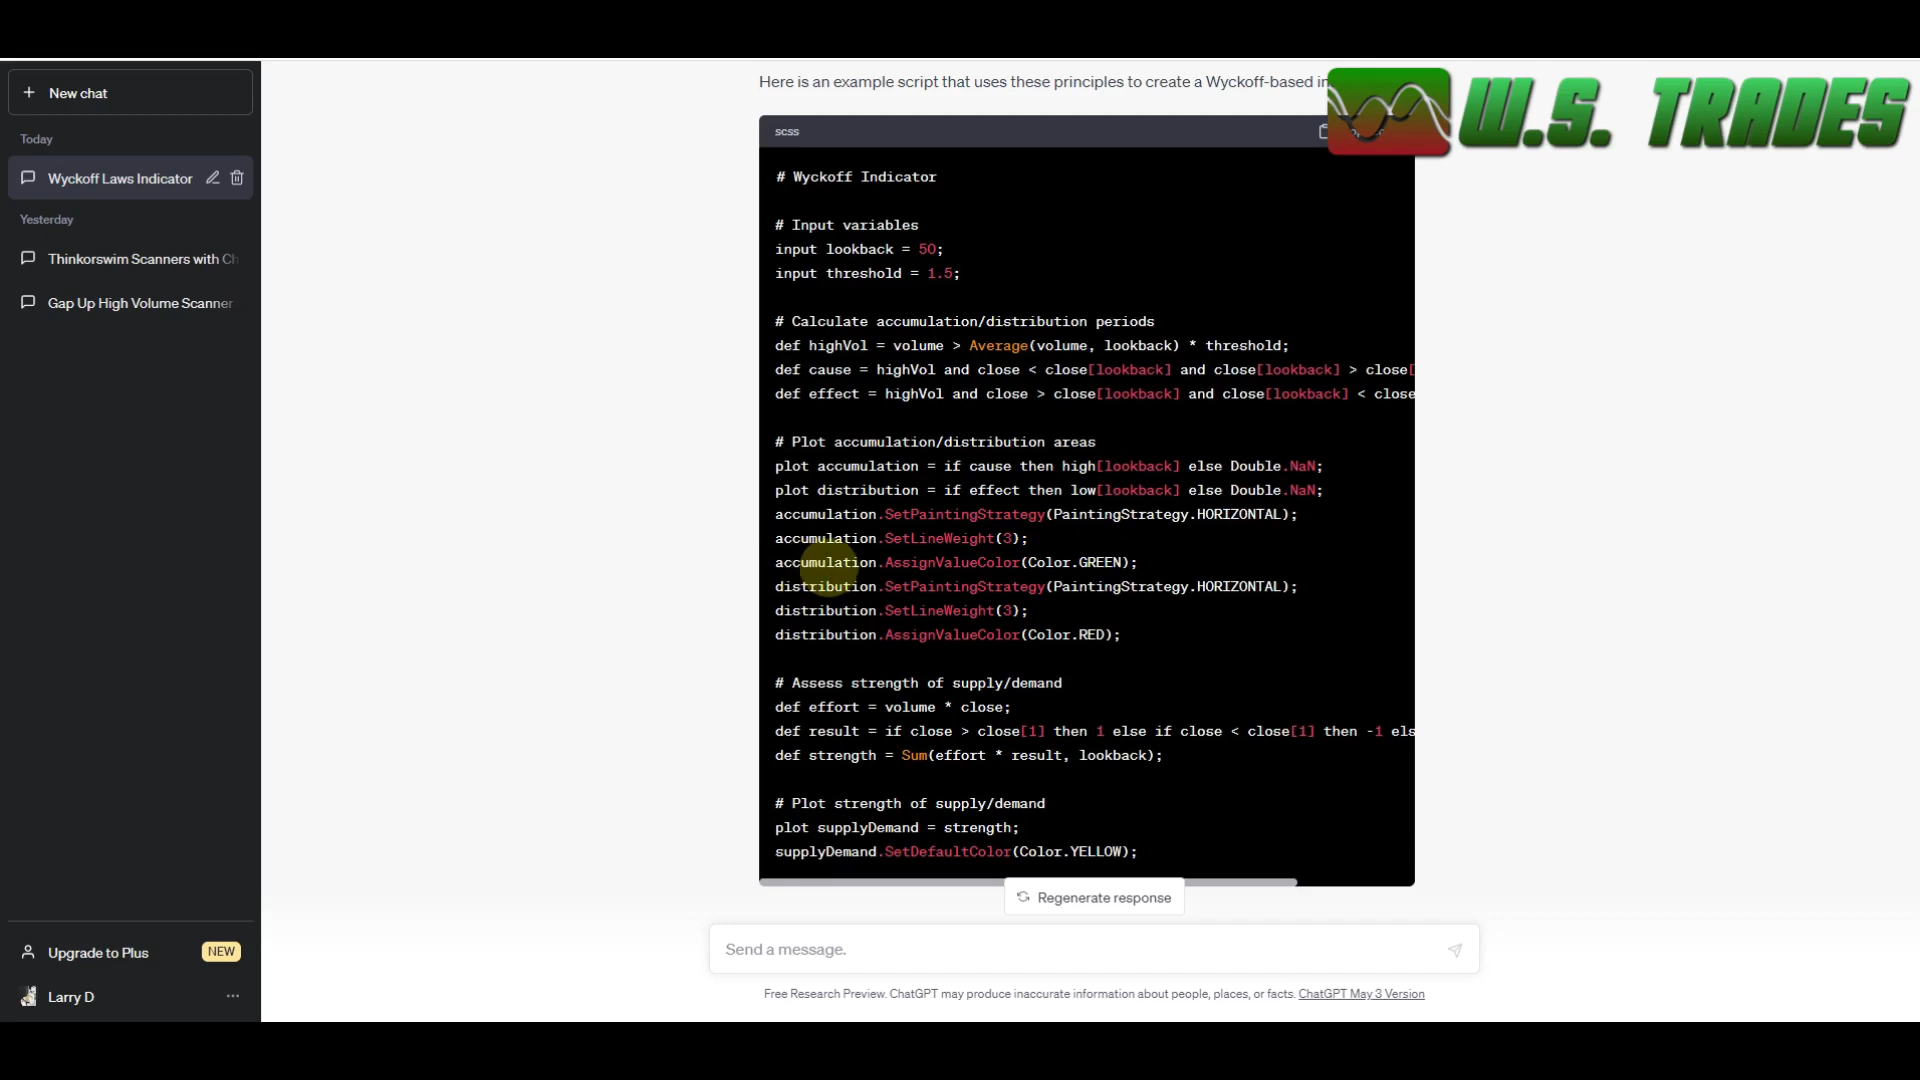 New chat
Today
Wyckoff Laws Indicator
Yesterday
Thinkorswim Scanners with Ch
Gap Up High Volume Scanner
Upgrade to Plus NEW
Larry D
W.S. TRADES
Here is an example script that uses these principles to create a Wyckoff-based in
scss
# Wyckoff Indicator
# Input variables
input lookback = 50;
input threshold = 1.5;
# Calculate accumulation/distribution periods
def highVol = volume > Average(volume, lookback) * threshold;
def cause = highVol and close < close[lookback] and close[lookback] > close[
def effect = highVol and close > close[lookback] and close[lookback] < close
# Plot accumulation/distribution areas
plot accumulation = if cause then high[lookback] else Double.NaN;
plot distribution = if effect then low[lookback] else Double.NaN;
accumulation.SetPaintingStrategy(PaintingStrategy.HORIZONTAL);
accumulation.SetLineWeight(3);
accumulation.AssignValueColor(Color.GREEN);
distribution.SetPaintingStrategy(PaintingStrategy.HORIZONTAL);
distribution.SetLineWeight(3);
distribution.AssignValueColor(Color.RED);
# Assess strength of supply/demand
def effort = volume * close;
def result = if close > close[1] then 1 else if close < close[1] then -1 els
def strength = Sum(effort * result, lookback);
# Plot strength of supply/demand
plot supplyDemand = strength;
supplyDemand.SetDefaultColor(Color.YELLOW);
Regenerate response
Send a message.
Free Research Preview. ChatGPT may produce inaccurate information about people, places, or facts. ChatGPT May 3 Version